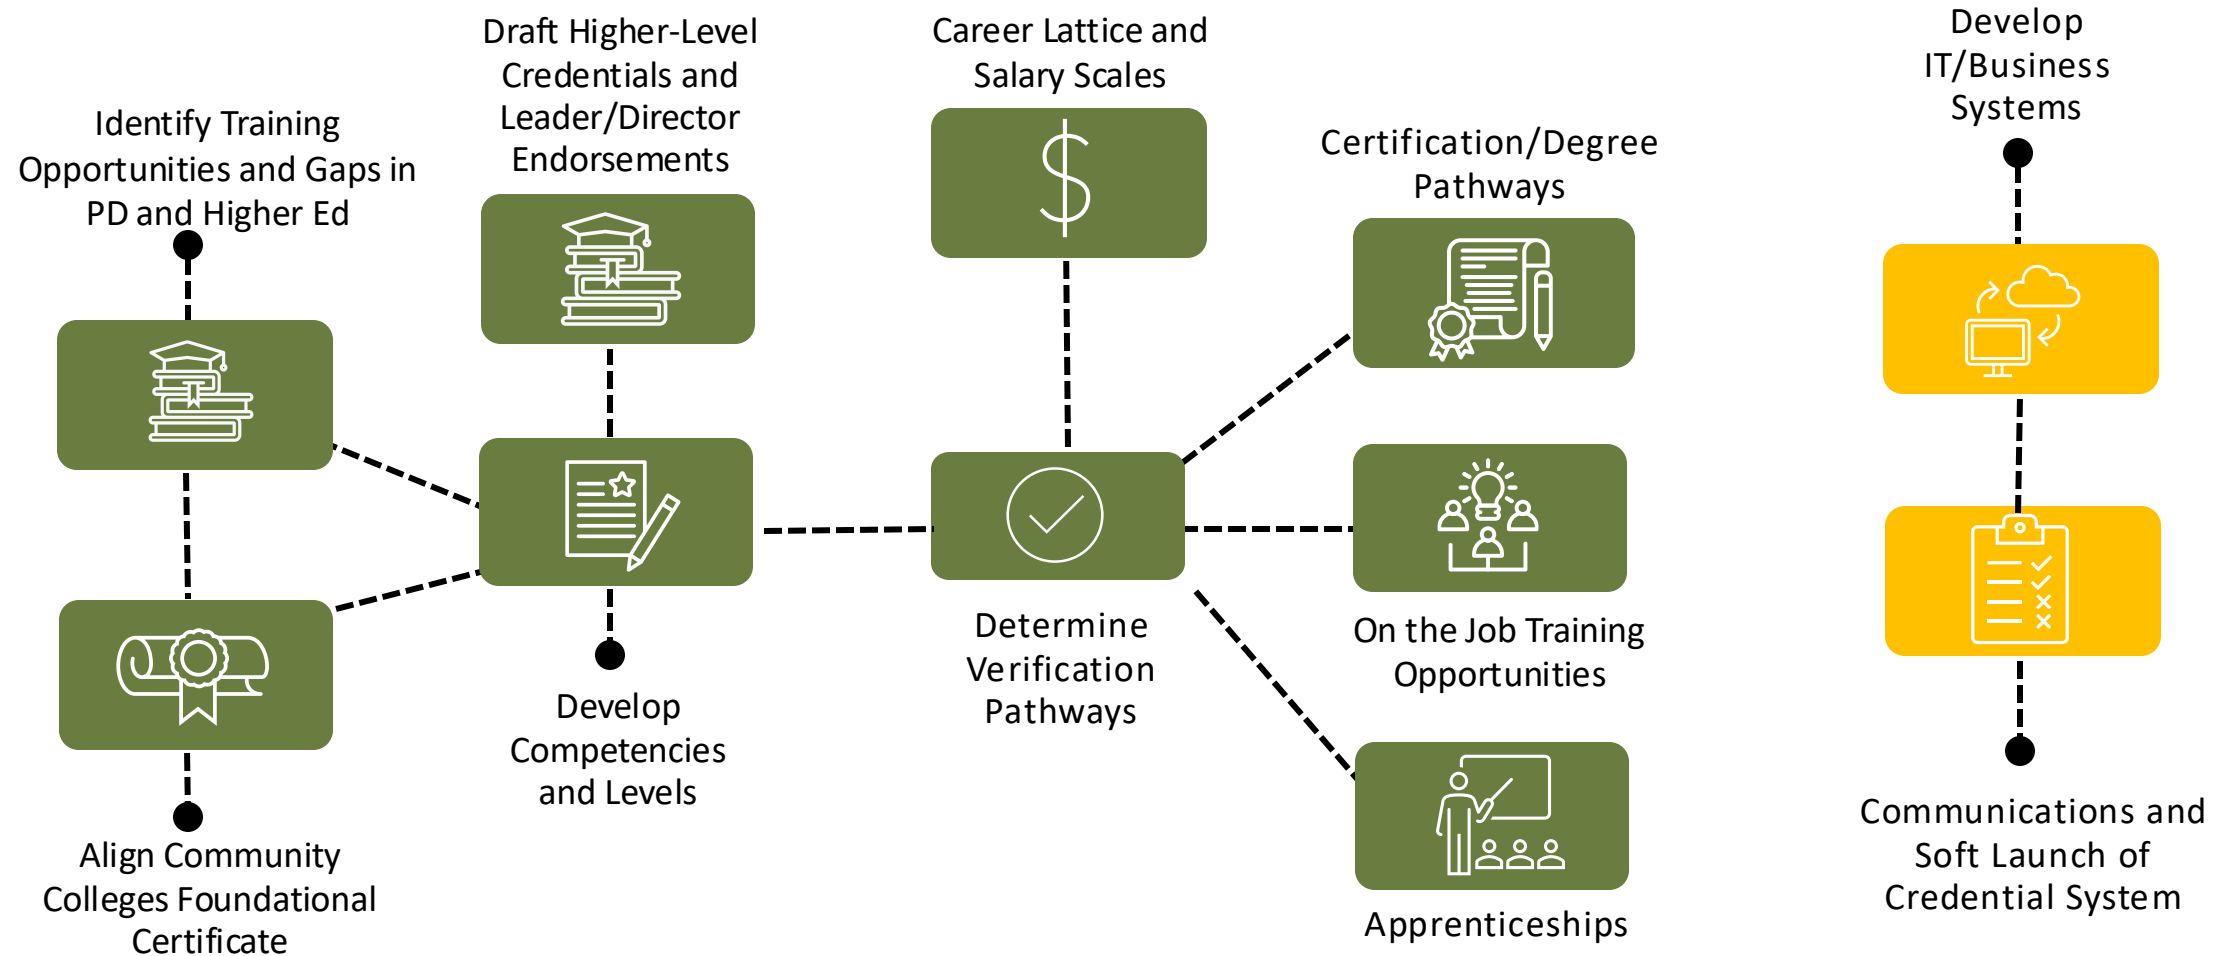 Identify Training
Opportunities and Gaps in
PD and Higher Ed
Align Community
Colleges Foundational
Certificate
Draft Higher-Level
Credentials and
Leader/Director
Endorsements
Develop
Competencies
and Levels
Career Lattice and
Salary Scales
Determine
Verification
Pathways
Certification/Degree
Pathways
On the Job Training
Opportunities
Apprenticeships
Develop
IT/Business
Systems
Communications and
Soft Launch of
Credential System